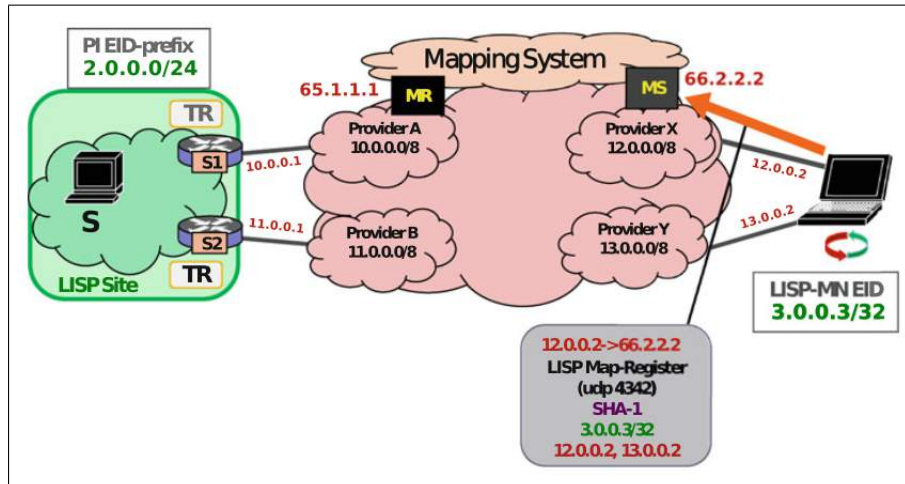 PI EID-prefix
2.0.0.0/24
Mapping System
65.1.1.1
MR
MS
66.2.2.2
TR
S1
10.0.0.1
Provider A
10.0.0.0/8
Provider X
12.0.0.0/8
12.0.0.2
S
S2
11.0.0.1
Provider B
11.0.0.0/8
Provider Y
13.0.0.0/8
13.0.0.2
LISP Site
TR
LISP-MN EID
3.0.0.3/32
12.0.0.2->66.2.2.2
LISP Map-Register
(udp 4342)
SHA-1
3.0.0.3/32
12.0.0.2, 13.0.0.2